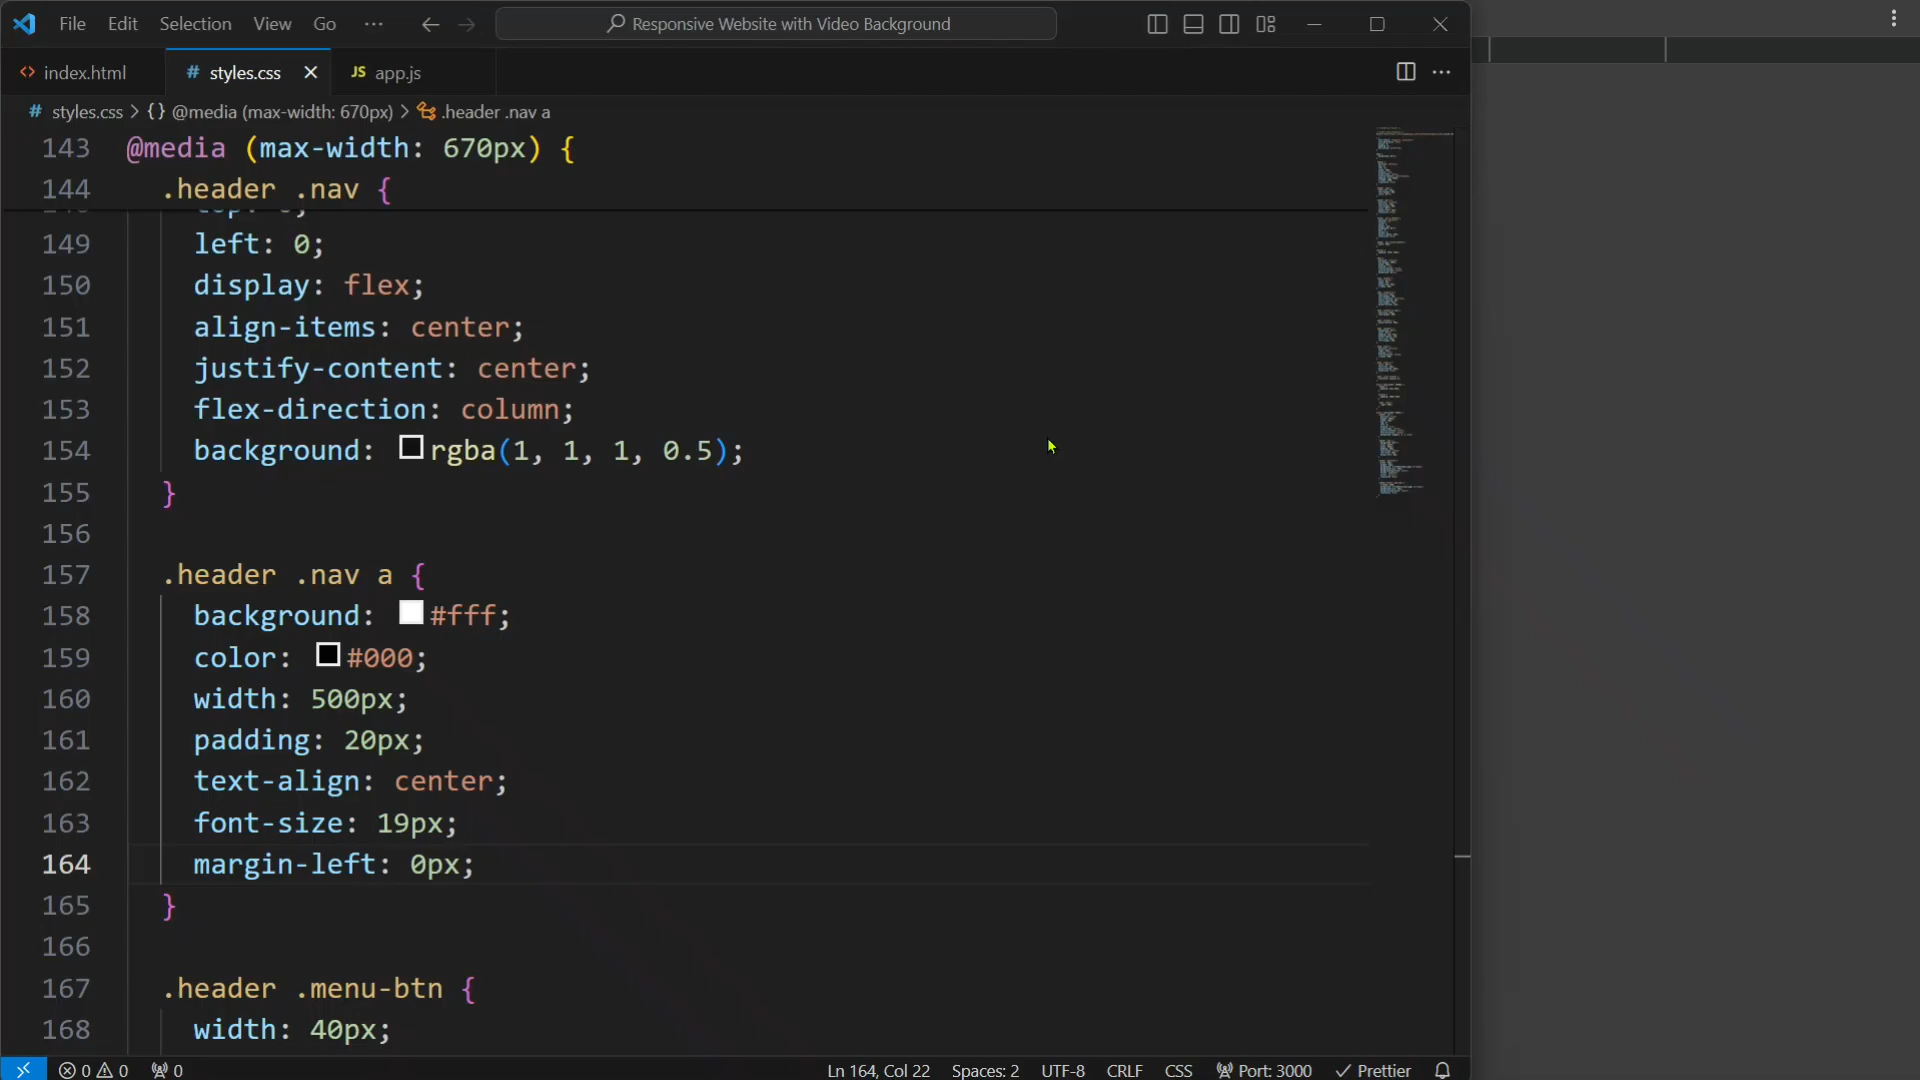 File Edit Selection View Go ··· Responsive Website with Video Background
index.html # styles.css JS app.js
# styles.css > {} @media (max-width: 670px) > .header .nav a
143 @media (max-width: 670px) {
144 .header .nav {
149 left: 0;
150 display: flex;
151 align-items: center;
152 justify-content: center;
153 flex-direction: column;
154 background: rgba(1, 1, 1, 0.5);
155 }
156
157 .header .nav a {
158 background: #fff;
159 color: #000;
160 width: 500px;
161 padding: 20px;
162 text-align: center;
163 font-size: 19px;
164 margin-left: 0px;
165 }
166
167 .header .menu-btn {
168 width: 40px;
0 0 0 Ln 164, Col 22 Spaces: 2 UTF-8 CRLF CSS Port: 3000 Prettier